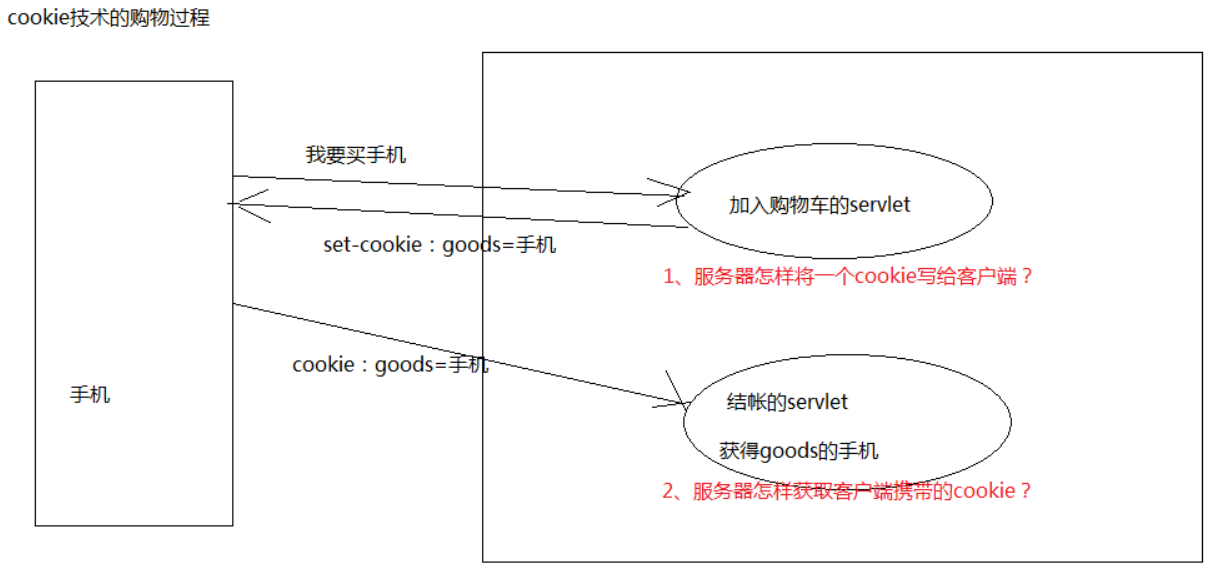 cookie技术的购物过程
我要买手机
加入购物车的servlet
set-cookie：goods=手机
1、服务器怎样将一个cookie写给客户端？
cookie：goods=手机
手机
结帐的servlet
获得goods的手机
2、服务器怎样获取客户端携带的cookie？